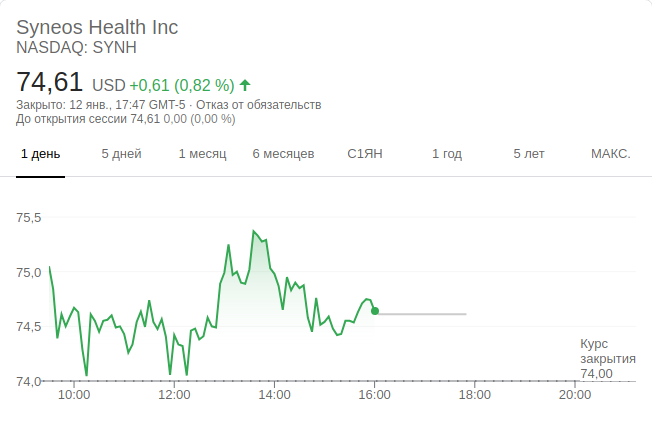 Syneos Health Inc
NASDAQ: SYNH
74,61 USD +0,61 (0,82 %)
Закрыто: 12 янв., 17:47 GMT-5 · Отказ от обязательств
До открытия сессии 74,61 0,00 (0,00 %)
1 день 5 дней 1 месяц 6 месяцев С1ЯН 1 год 5 лет МАКС.
75,5
75,0
74,5
74,0
Курс
закрытия
74,00
10:00 12:00 14:00 16:00 18:00 20:00